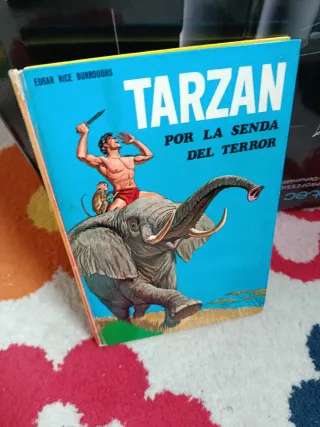 EDGAR RICE BURROUGHS
TARZAN
POR LA SENDA
DEL TERROR